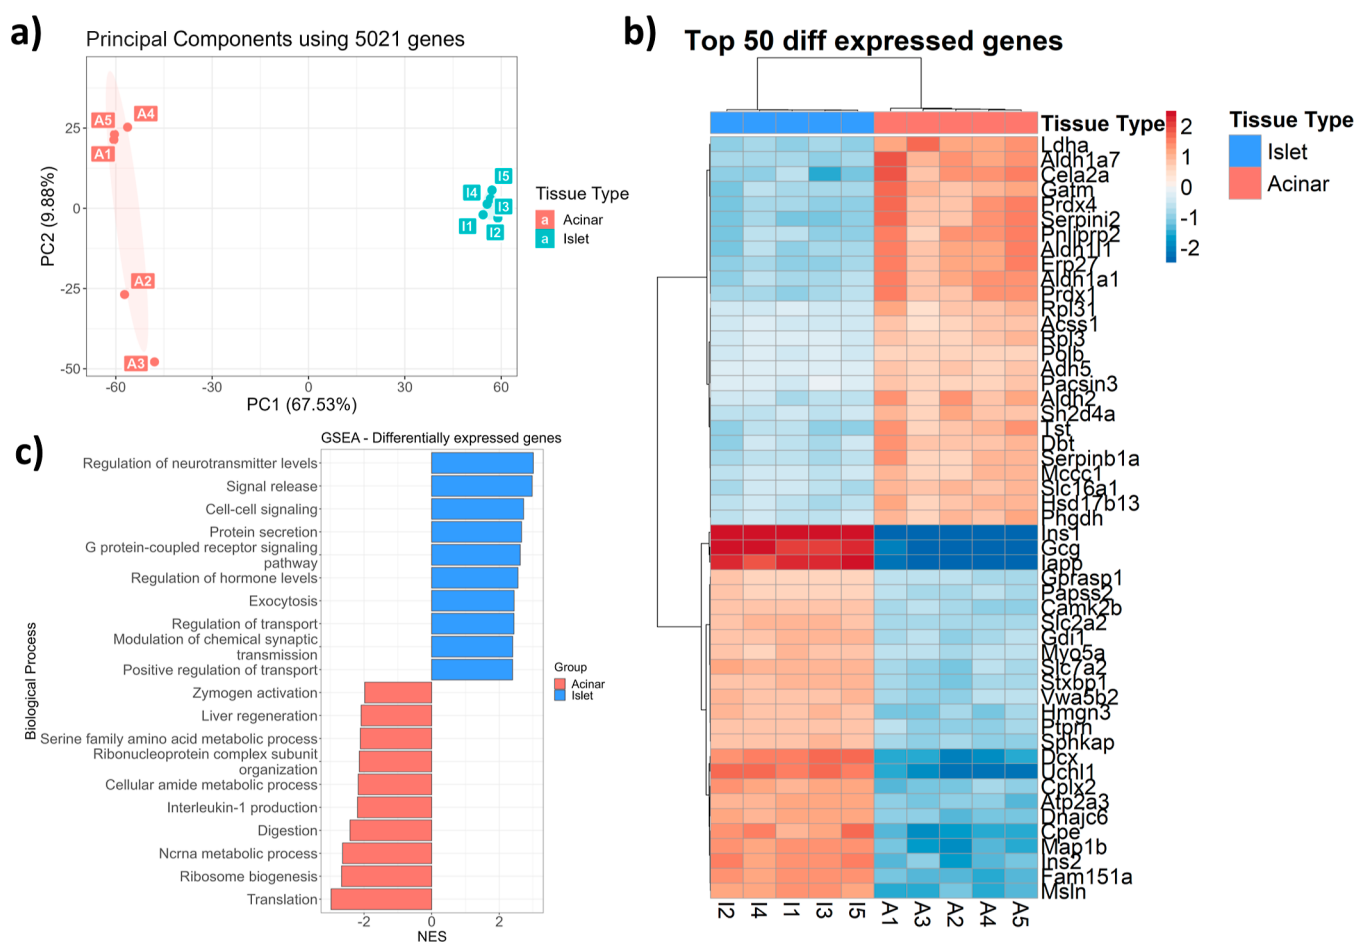 a)
Principal Components using 5021 genes
A5
A4
A1
A2
A3
I5
I4
I3
I1
I2
25
0
-25
-50
PC2 (9.88%)
-60
-30
0
30
60
PC1 (67.53%)
Tissue Type
a Acinar
a Islet
b)
Top 50 diff expressed genes
Tissue Type
Ldha
Aldh1a7
Cela2a
Gatm
Prdx4
Serpini2
Pnliprp2
Aldh1l1
Erp27
Aldh1a1
Prdx1
Rpl31
Acss1
Rpl3
Polb
Adh5
Pacsin3
Aldh2
Sh2d4a
Tst
Dbt
Serpinb1a
Mccc1
Slc16a1
Hsd17b13
Phgdh
Ins1
Gcg
Iapp
Gprasp1
Papss2
Camk2b
Slc2a2
Gdi1
Myo5a
Slc7a2
Stxbp1
Vwa5b2
Hmgn3
Ptprn
Sphkap
Dcx
Uchl1
Cplx2
Atp2a3
Dnajc6
Cpe
Map1b
Ins2
Fam151a
Msln
I2
I4
I1
I3
I5
A1
A3
A2
A4
A5
2
1
0
-1
-2
Tissue Type
Islet
Acinar
c)
GSEA - Differentially expressed genes
Biological Process
Regulation of neurotransmitter levels
Signal release
Cell-cell signaling
Protein secretion
G protein-coupled receptor signaling
pathway
Regulation of hormone levels
Exocytosis
Regulation of transport
Modulation of chemical synaptic
transmission
Positive regulation of transport
Zymogen activation
Liver regeneration
Serine family amino acid metabolic process
Ribonucleoprotein complex subunit
organization
Cellular amide metabolic process
Interleukin-1 production
Digestion
Ncrna metabolic process
Ribosome biogenesis
Translation
-2
0
2
NES
Group
Acinar
Islet